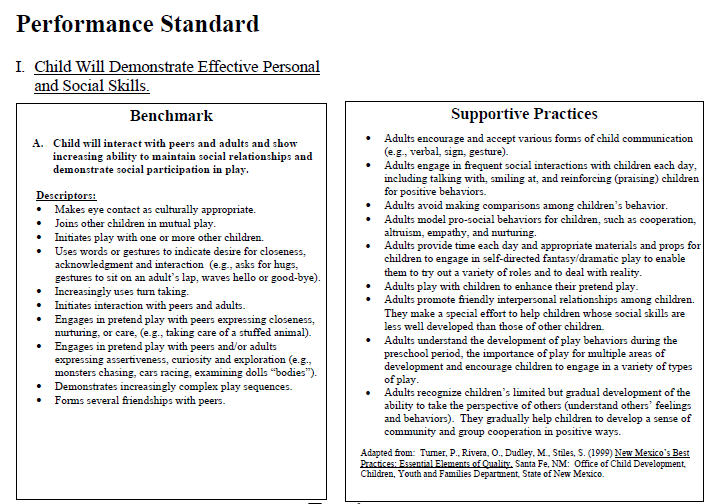 Performance Standard
I. Child Will Demonstrate Effective Personal
and Social Skills.
Benchmark
A. Child will interact with peers and adults and show
increasing ability to maintain social relationships and
demonstrate social participation in play.
Descriptors:
• Makes eye contact as culturally appropriate.
• Joins other children in mutual play.
• Initiates play with one or more other children.
• Uses words or gestures to indicate desire for closeness,
acknowledgment and interaction (e.g., asks for hugs,
gestures to sit on an adult's lap, waves hello or good-bye).
• Increasingly uses turn taking.
• Initiates interaction with peers and adults.
• Engages in pretend play with peers expressing closeness,
nurturing, or care, (e.g., taking care of a stuffed animal).
• Engages in pretend play with peers and/or adults
expressing assertiveness, curiosity and exploration (e.g.,
monsters chasing, cars racing, examining dolls "bodies").
• Demonstrates increasingly complex play sequences.
• Forms several friendships with peers.
Supportive Practices
• Adults encourage and accept various forms of child communication
(e.g., verbal, sign, gesture).
• Adults engage in frequent social interactions with children each day,
including talking with, smiling at, and reinforcing (praising) children
for positive behaviors.
• Adults avoid making comparisons among children's behavior.
• Adults model pro-social behaviors for children, such as cooperation,
altruism, empathy, and nurturing.
• Adults provide time each day and appropriate materials and props for
children to engage in self-directed fantasy/dramatic play to enable
them to try out a variety of roles and to deal with reality.
• Adults play with children to enhance their pretend play.
• Adults promote friendly interpersonal relationships among children.
They make a special effort to help children whose social skills are
less well developed than those of other children.
• Adults understand the development of play behaviors during the
preschool period, the importance of play for multiple areas of
development and encourage children to engage in a variety of types
of play.
• Adults recognize children's limited but gradual development of the
ability to take the perspective of others (understand others' feelings
and behaviors). They gradually help children to develop a sense of
community and group cooperation in positive ways.
Adapted from: Turner, P., Rivera, O., Dudley, M., Stiles, S. (1999) New Mexico's Best
Practices: Essential Elements of Quality, Santa Fe, NM: Office of Child Development,
Children, Youth and Families Department, State of New Mexico.